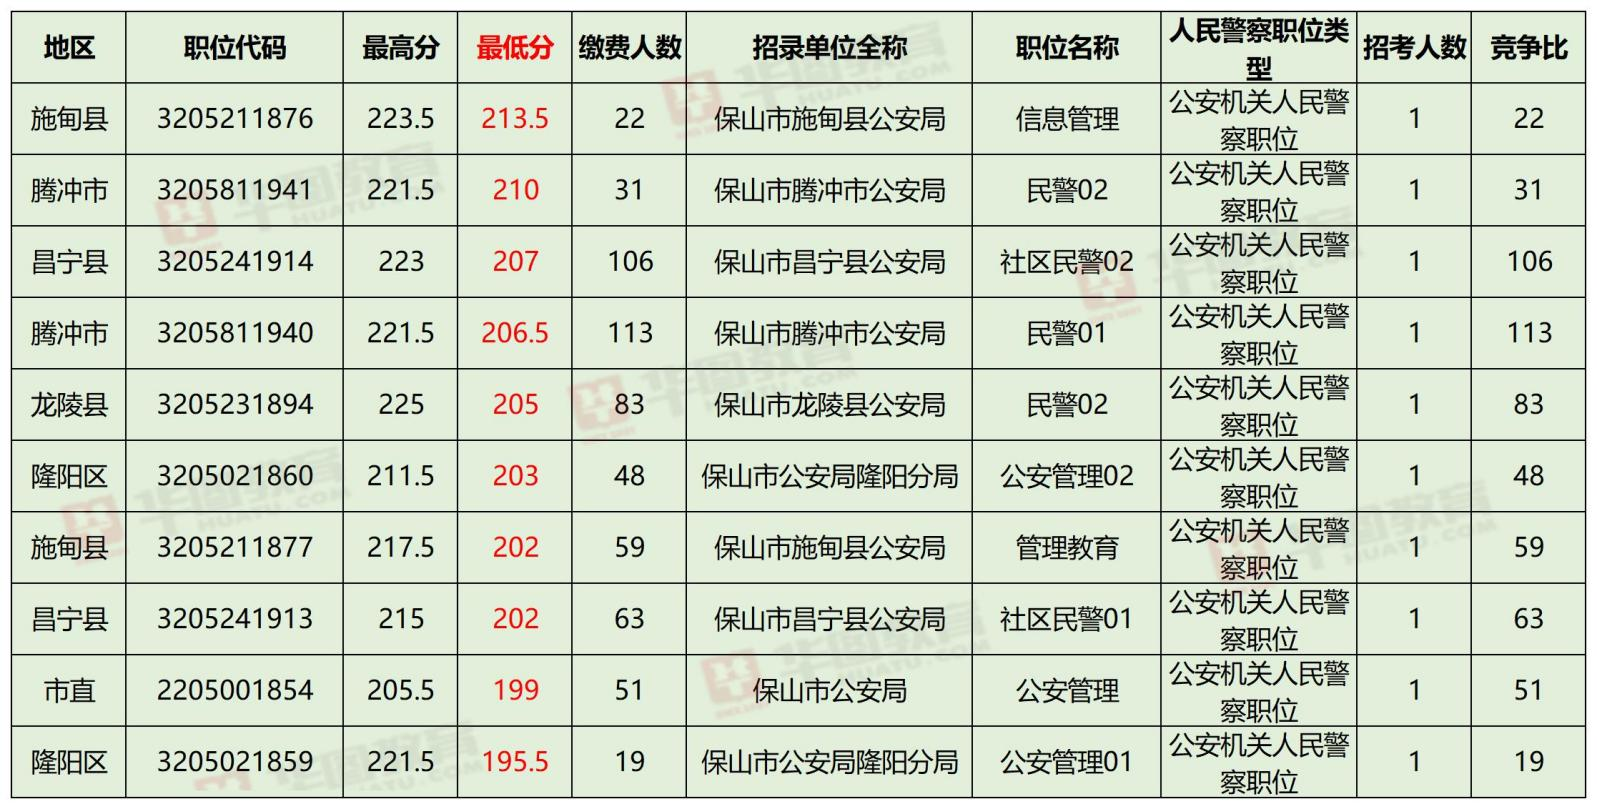 地区 职位代码 最高分 最低分 缴费人数 招录单位全称 职位名称 人民警察职位类型 招考人数 竞争比
施甸县 3205211876 223.5 213.5 22 保山市施甸县公安局 信息管理 公安机关人民警察职位 1 22
腾冲市 3205811941 221.5 210 31 保山市腾冲市公安局 民警02 公安机关人民警察职位 1 31
昌宁县 3205241914 223 207 106 保山市昌宁县公安局 社区民警02 公安机关人民警察职位 1 106
腾冲市 3205811940 221.5 206.5 113 保山市腾冲市公安局 民警01 公安机关人民警察职位 1 113
龙陵县 3205231894 225 205 83 保山市龙陵县公安局 民警02 公安机关人民警察职位 1 83
隆阳区 3205021860 211.5 203 48 保山市公安局隆阳分局 公安管理02 公安机关人民警察职位 1 48
施甸县 3205211877 217.5 202 59 保山市施甸县公安局 管理教育 公安机关人民警察职位 1 59
昌宁县 3205241913 215 202 63 保山市昌宁县公安局 社区民警01 公安机关人民警察职位 1 63
市直 2205001854 205.5 199 51 保山市公安局 公安管理 公安机关人民警察职位 1 51
隆阳区 3205021859 221.5 195.5 19 保山市公安局隆阳分局 公安管理01 公安机关人民警察职位 1 19
华图教育
HUATU.COM